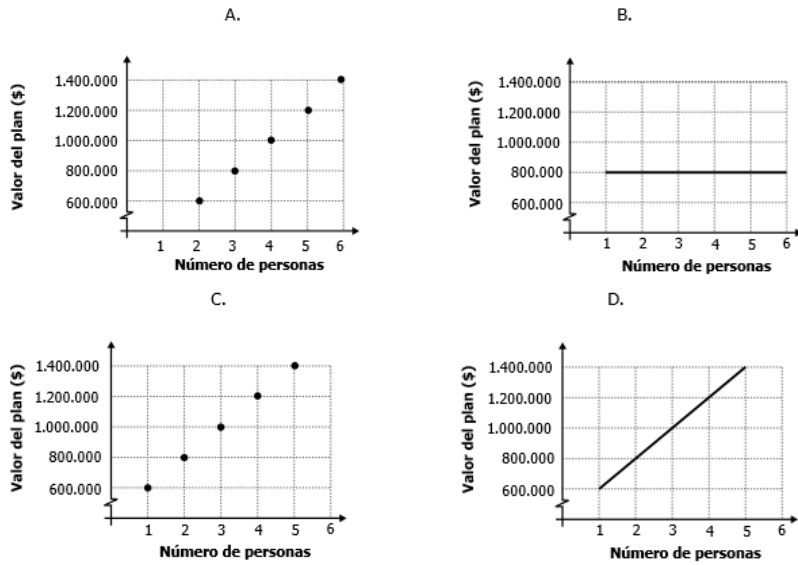 A.
Valor del plan ($)
1.400.000
1.200.000
1.000.000
800.000
600.000
1 2 3 4 5 6
Número de personas
B.
Valor del plan ($)
1.400.000
1.200.000
1.000.000
800.000
600.000
1 2 3 4 5 6
Número de personas
C.
Valor del plan ($)
1.400.000
1.200.000
1.000.000
800.000
600.000
1 2 3 4 5 6
Número de personas
D.
Valor del plan ($)
1.400.000
1.200.000
1.000.000
800.000
600.000
1 2 3 4 5 6
Número de personas